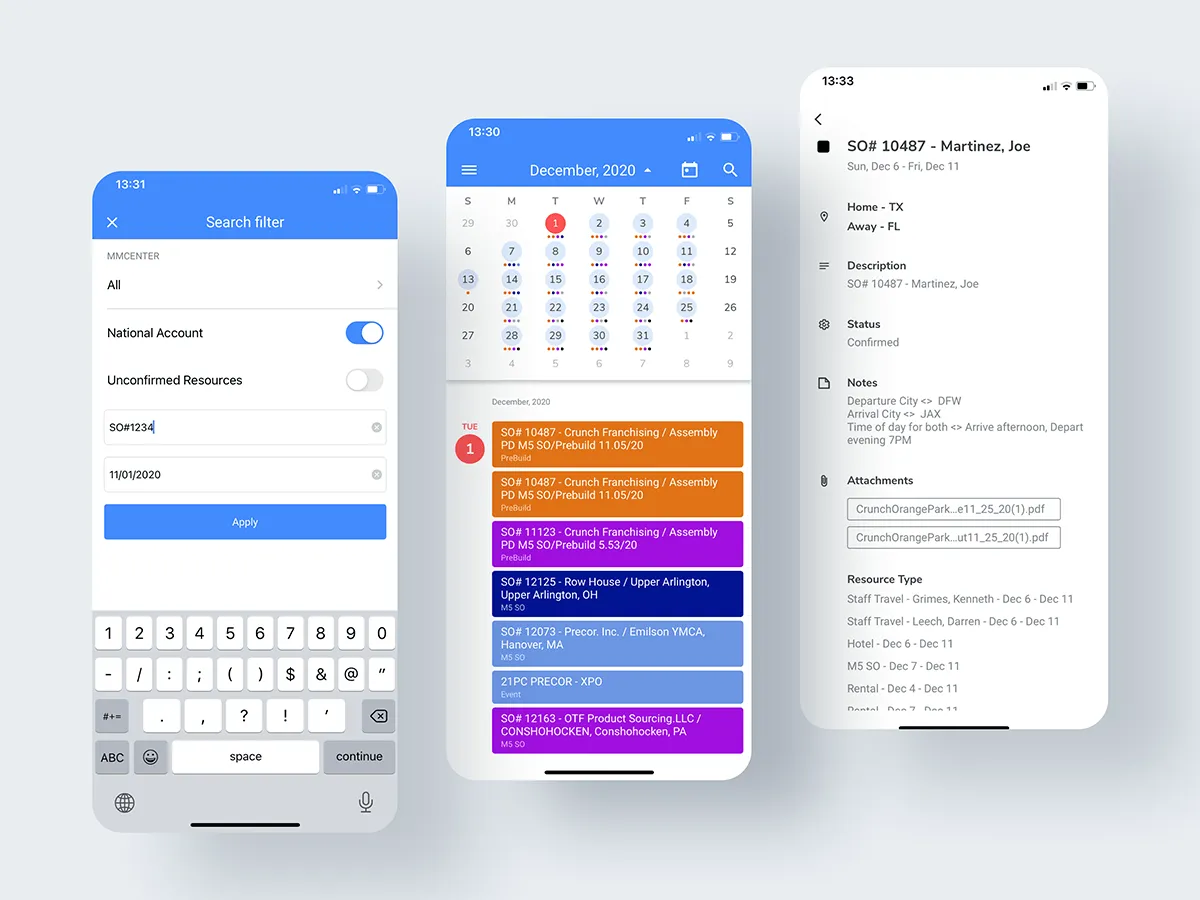 13:31
Search filter
MMCENTER
All
National Account
Unconfirmed Resources
SO#1234
11/01/2020
Apply
1 2 3 4 5 6 7 8 9 0
- / : ; ( ) $ & @ "
#+= . , ? ! ’
ABC space continue
13:30
December, 2020
S M T W T F S
29 30 1 2 3 4 5
6 7 8 9 10 11 12
13 14 15 16 17 18 19
20 21 22 23 24 25 26
27 28 29 30 31 1 2
3 4 5 6 7 8 9
December, 2020
TUE
1
SO# 10487 - Crunch Franchising / Assembly
PD M5 SO/Prebuild 11.05/20
PreBuild
SO# 10487 - Crunch Franchising / Assembly
PD M5 SO/Prebuild 11.05/20
PreBuild
SO# 11123 - Crunch Franchising / Assembly
PD M5 SO/Prebuild 5.53/20
PreBuild
SO# 12125 - Row House / Upper Arlington,
Upper Arlington, OH
M5 SO
SO# 12073 - Precor. Inc. / Emilson YMCA,
Hanover, MA
M5 SO
21PC PRECOR - XPO
Event
SO# 12163 - OTF Product Sourcing.LLC /
CONSHOHOCKEN, Conshohocken, PA
M5 SO
13:33
SO# 10487 - Martinez, Joe
Sun, Dec 6 - Fri, Dec 11
Home - TX
Away - FL
Description
SO# 10487 - Martinez, Joe
Status
Confirmed
Notes
Departure City <> DFW
Arrival City <> JAX
Time of day for both <> Arrive afternoon, Depart
evening 7PM
Attachments
CrunchOrangePark...e11_25_20(1).pdf
CrunchOrangePark...ut11_25_20(1).pdf
Resource Type
Staff Travel - Grimes, Kenneth - Dec 6 - Dec 11
Staff Travel - Leech, Darren - Dec 6 - Dec 11
Hotel - Dec 6 - Dec 11
M5 SO - Dec 7 - Dec 11
Rental - Dec 4 - Dec 11
Rental - Dec 7 - Dec 11